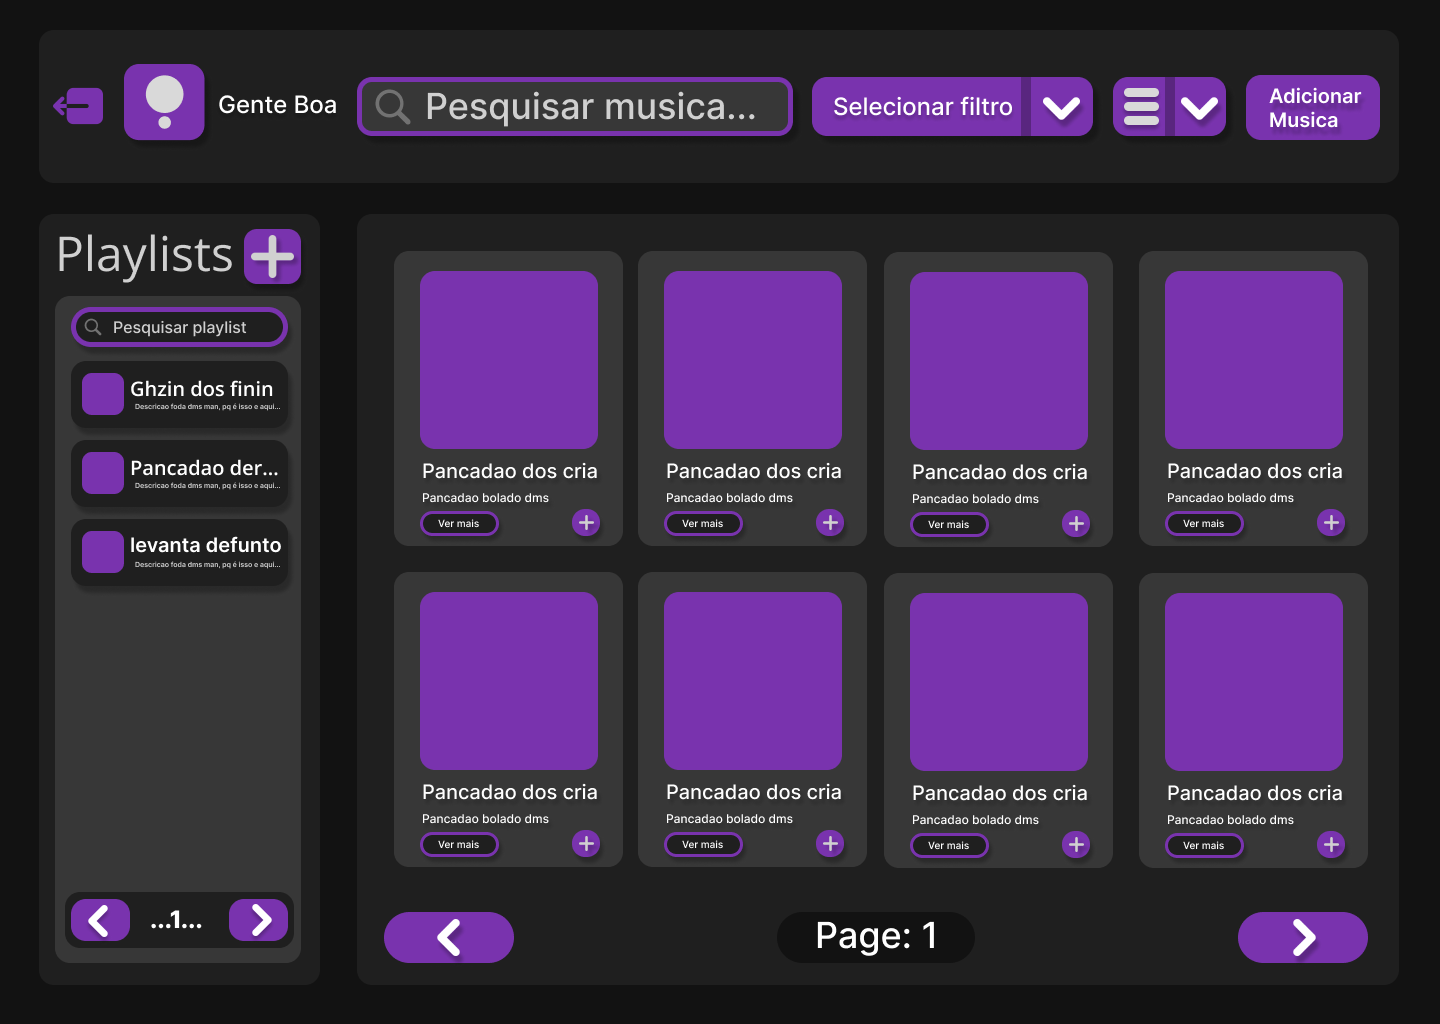 Gente Boa
Pesquisar musica...
Selecionar filtro
Adicionar
Musica
Playlists
Pesquisar playlist
Ghzin dos finin
Descricao foda dms man, pq é isso e aqui...
Pancadao der...
Descricao foda dms man, pq é isso e aqui...
levanta defunto
Descricao foda dms man, pq é isso e aqui...
...1...
Pancadao dos cria
Pancadao bolado dms
Ver mais
Pancadao dos cria
Pancadao bolado dms
Ver mais
Pancadao dos cria
Pancadao bolado dms
Ver mais
Pancadao dos cria
Pancadao bolado dms
Ver mais
Pancadao dos cria
Pancadao bolado dms
Ver mais
Pancadao dos cria
Pancadao bolado dms
Ver mais
Pancadao dos cria
Pancadao bolado dms
Ver mais
Pancadao dos cria
Pancadao bolado dms
Ver mais
Page: 1